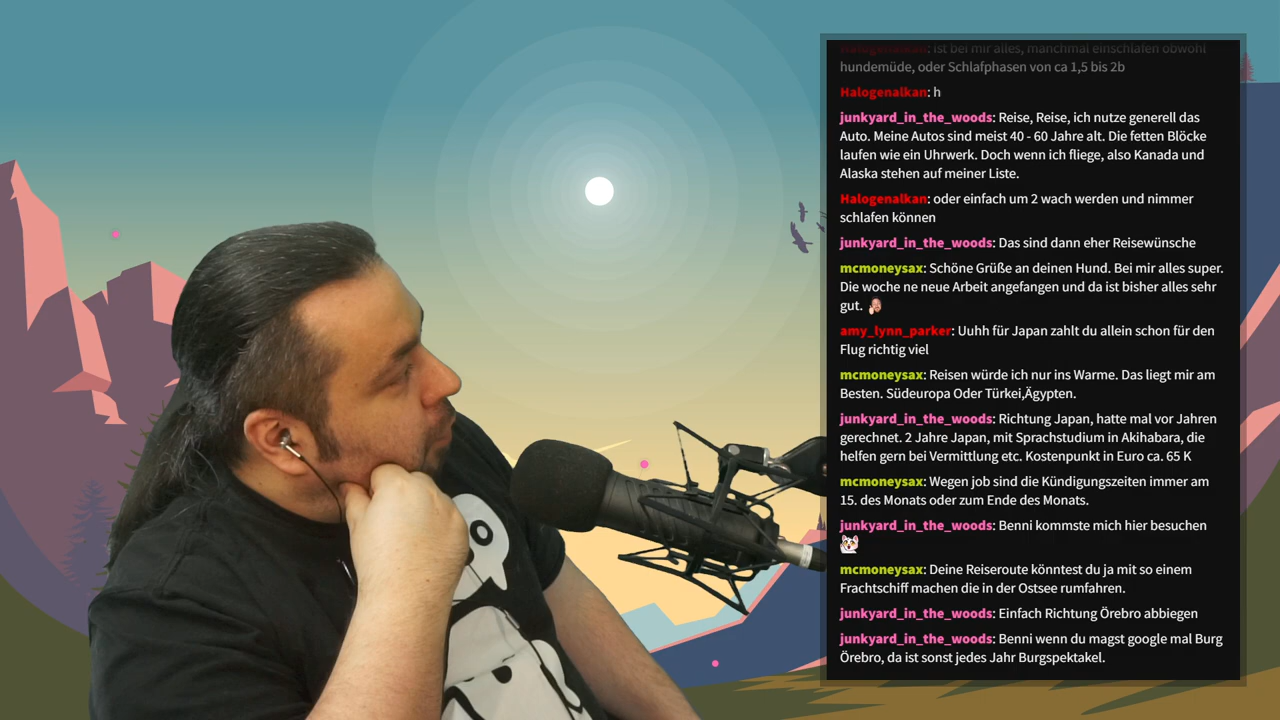 Halogenalkan: ist bei mir alles, manchmal einschlafen obwohl
hundemüde, oder Schlafphasen von ca 1,5 bis 2b
Halogenalkan: h
junkyard_in_the_woods: Reise, Reise, ich nutze generell das
Auto. Meine Autos sind meist 40 - 60 Jahre alt. Die fetten Blöcke
laufen wie ein Uhrwerk. Doch wenn ich fliege, also Kanada und
Alaska stehen auf meiner Liste.
Halogenalkan: oder einfach um 2 wach werden und nimmer
schlafen können
junkyard_in_the_woods: Das sind dann eher Reisewünsche
mcmoneysax: Schöne Grüße an deinen Hund. Bei mir alles super.
Die woche ne neue Arbeit angefangen und da ist bisher alles sehr
gut.
amy_lynn_parker: Uuhh für Japan zahlt du allein schon für den
Flug richtig viel
mcmoneysax: Reisen würde ich nur ins Warme. Das liegt mir am
Besten. Südeuropa Oder Türkei,Ägypten.
junkyard_in_the_woods: Richtung Japan, hatte mal vor Jahren
gerechnet. 2 Jahre Japan, mit Sprachstudium in Akihabara, die
helfen gern bei Vermittlung etc. Kostenpunkt in Euro ca. 65 K
mcmoneysax: Wegen job sind die Kündigungszeiten immer am
15. des Monats oder zum Ende des Monats.
junkyard_in_the_woods: Benni kommste mich hier besuchen
mcmoneysax: Deine Reiseroute könntest du ja mit so einem
Frachtschiff machen die in der Ostsee rumfahren.
junkyard_in_the_woods: Einfach Richtung Örebro abbiegen
junkyard_in_the_woods: Benni wenn du magst google mal Burg
Örebro, da ist sonst jedes Jahr Burgspektakel.